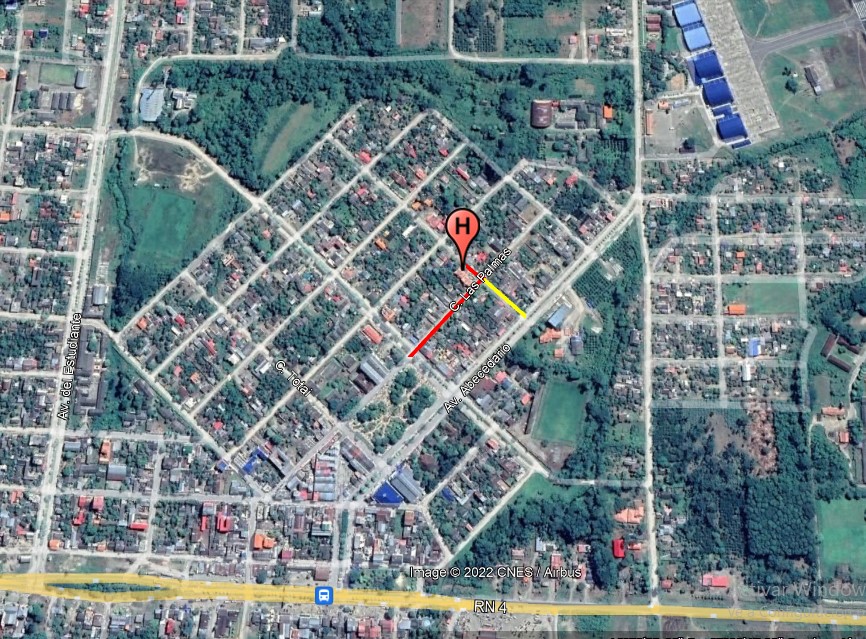 H
C. Las Palmas
Av. del Estudiante
Av. Abecedario
C. Tofai
Image © 2022 CNES / Airbus
RN 4